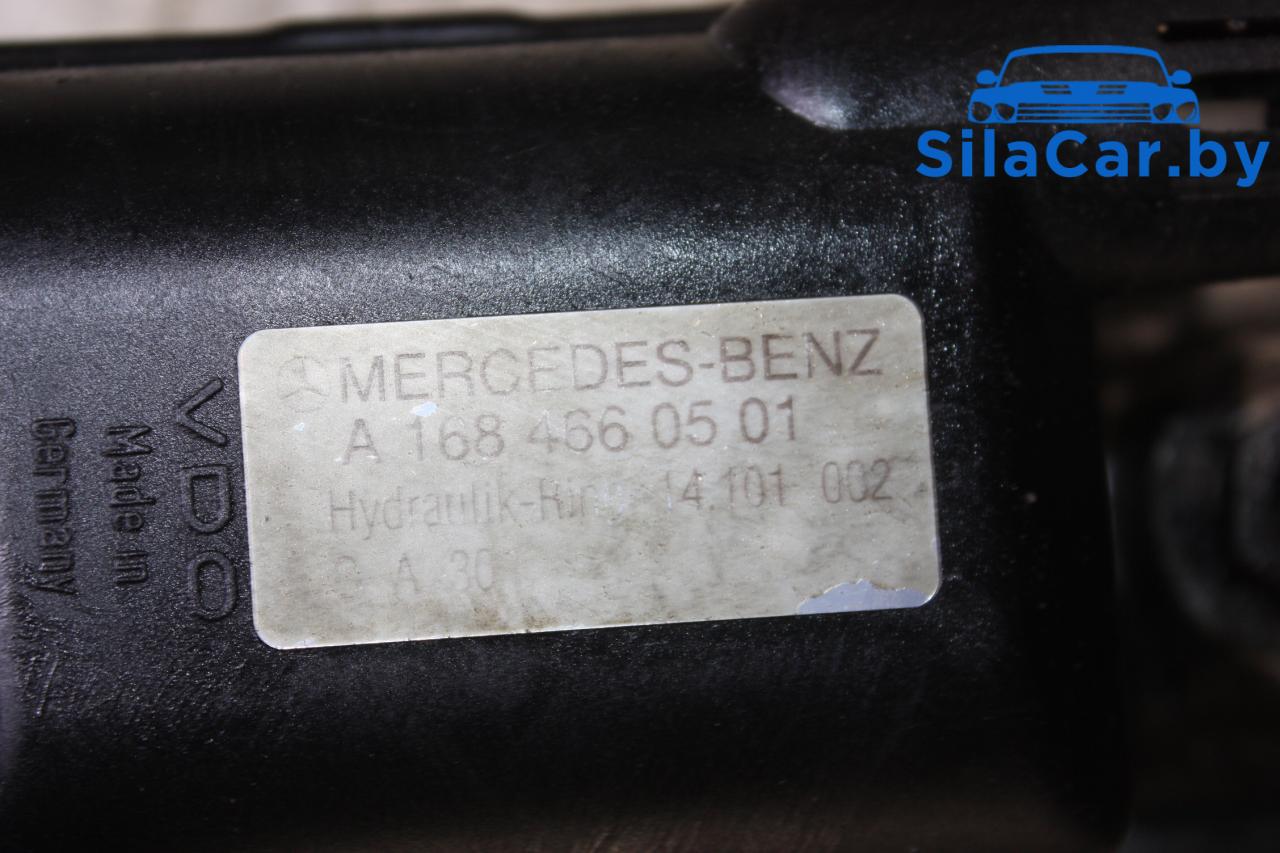 SilaCar.by
MERCEDES-BENZ
A 168 466 05 01
Hydraulik-Ring 14.101 002
A 30
VDO
Made in
Germany